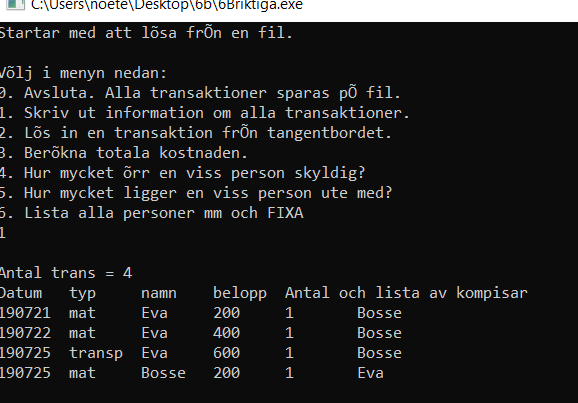 C:\Users\noete\Desktop\6b\6Briktiga.exe
Startar med att lõsa frÕn en fil.
Võlj i menyn nedan:
0. Avsluta. Alla transaktioner sparas pÕ fil.
1. Skriv ut information om alla transaktioner.
2. Lõs in en transaktion frÕn tangentbordet.
3. Berõkna totala kostnaden.
4. Hur mycket õrr en viss person skyldig?
5. Hur mycket ligger en viss person ute med?
6. Lista alla personer mm och FIXA
1
Antal trans = 4
Datum typ namn belopp Antal och lista av kompisar
190721 mat Eva 200 1 Bosse
190722 mat Eva 400 1 Bosse
190725 transp Eva 600 1 Bosse
190725 mat Bosse 200 1 Eva